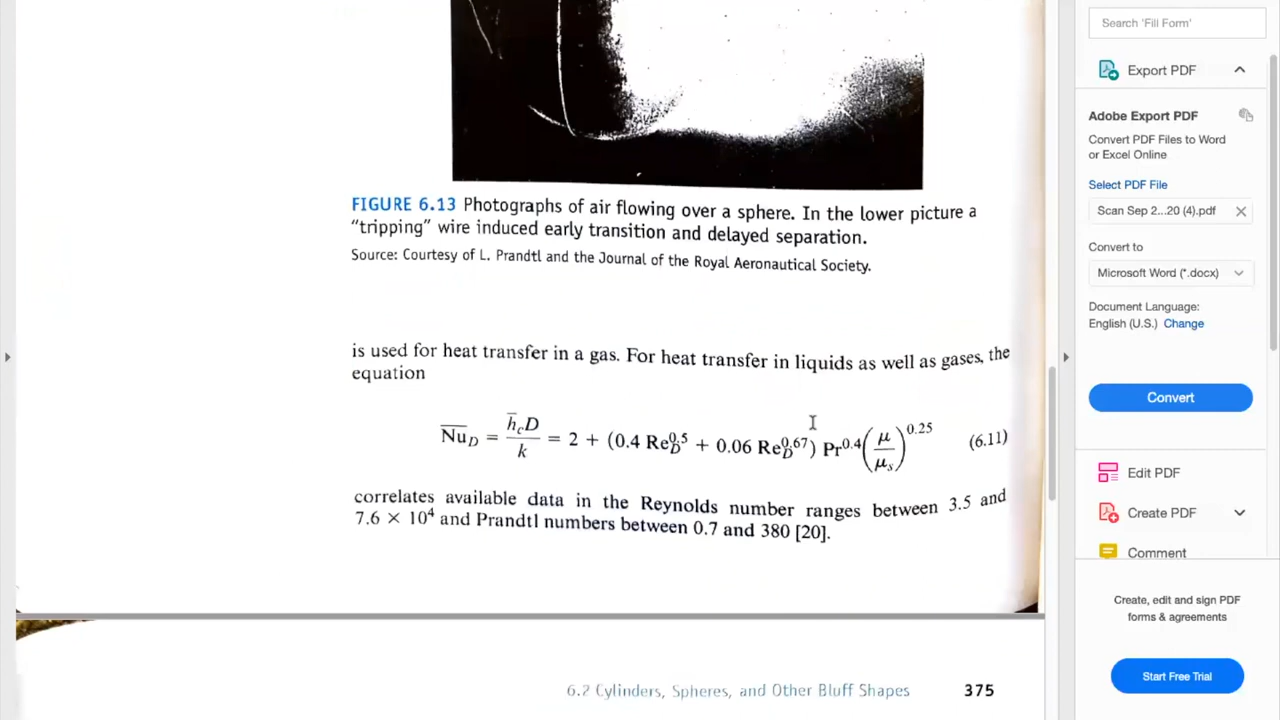 FIGURE 6.13 Photographs of air flowing over a sphere. In the lower picture a
"tripping" wire induced early transition and delayed separation.
Source: Courtesy of L. Prandtl and the Journal of the Royal Aeronautical Society.
is used for heat transfer in a gas. For heat transfer in liquids as well as gases, the
equation
N̅u̅_D = h̅_cD/k = 2 + (0.4 Re_D^0.5 + 0.06 Re_D^0.67) Pr^0.4 (μ/μ_s)^0.25 (6.11)
correlates available data in the Reynolds number ranges between 3.5 and
7.6 × 10⁴ and Prandtl numbers between 0.7 and 380 [20].
6.2 Cylinders, Spheres, and Other Bluff Shapes 375
Search 'Fill Form'
Export PDF
Adobe Export PDF
Convert PDF Files to Word
or Excel Online
Select PDF File
Scan Sep 2...20 (4).pdf
Convert to
Microsoft Word (*.docx)
Document Language:
English (U.S.) Change
Convert
Edit PDF
Create PDF
Comment
Create, edit and sign PDF
forms & agreements
Start Free Trial